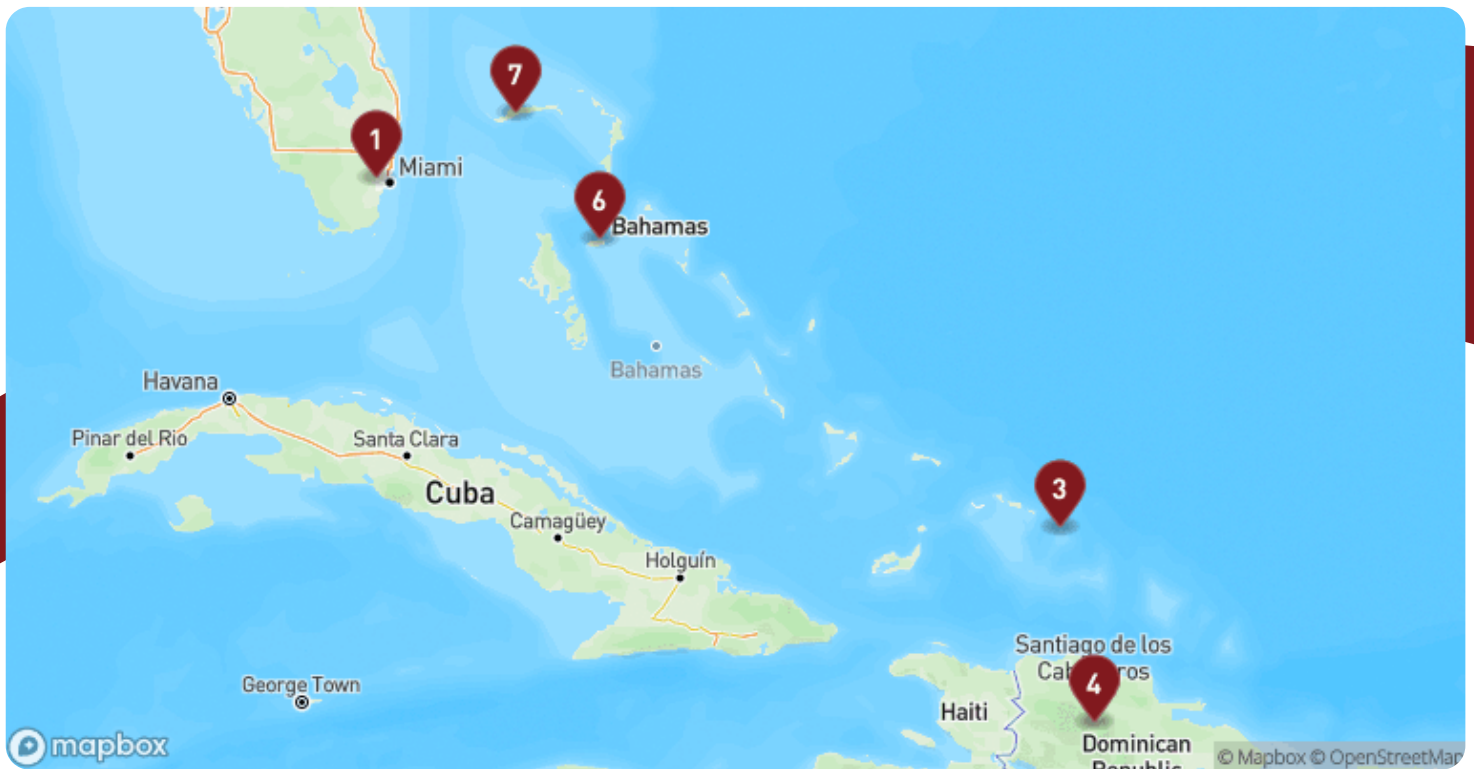 7
1
Miami
6
Bahamas
Bahamas
Havana
Pinar del Rio
Santa Clara
Cuba
3
Camagüey
Holguín
Santiago de los
4
George Town
Haiti
Dominican
mapbox
© Mapbox © OpenStreetMap